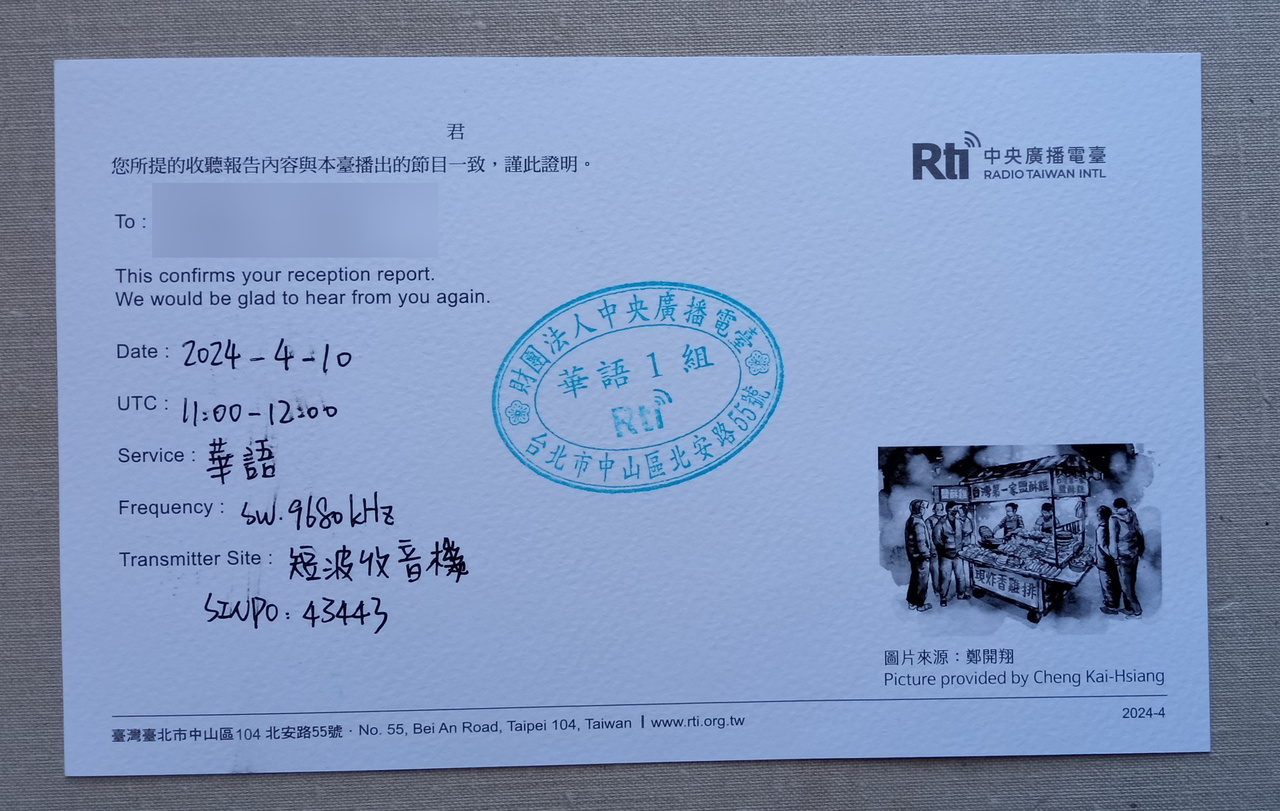 君
您所提的收聽報告內容與本臺播出的節目一致，謹此證明。
Rti 中央廣播電臺
RADIO TAIWAN INTL
To :
This confirms your reception report.
We would be glad to hear from you again.
Date : 2024-4-10
UTC : 11:00-12:00
Service : 華語
Frequency : SW.9680kHz
Transmitter Site : 短波收音機
SINPO: 43443
財團法人中央廣播電臺
華語1組
Rti
台北市中山區北安路55號
鹽酥雞
台灣第一家鹽酥雞
現炸香雞排
圖片來源：鄭開翔
Picture provided by Cheng Kai-Hsiang
2024-4
臺灣臺北市中山區104 北安路55號 · No. 55, Bei An Road, Taipei 104, Taiwan | www.rti.org.tw